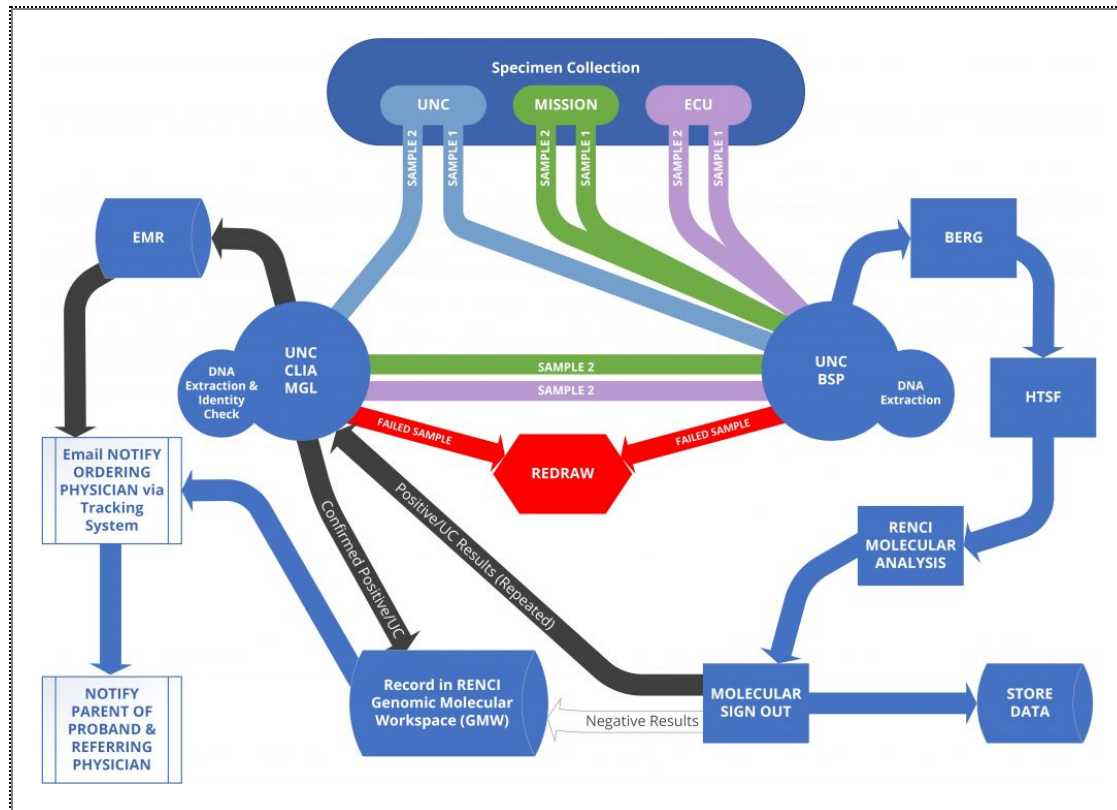 Specimen Collection
UNC
MISSION
ECU
SAMPLE 2
SAMPLE 1
SAMPLE 2
SAMPLE 1
SAMPLE 2
SAMPLE 1
EMR
BERG
UNC
CLIA
MGL
DNA
Extraction &
Identity
Check
SAMPLE 2
SAMPLE 2
UNC
BSP
DNA
Extraction
HTSF
FAILED SAMPLE
FAILED SAMPLE
REDRAW
Email NOTIFY
ORDERING
PHYSICIAN via
Tracking
System
Confirmed Positive/UC
Positive/UC Results (Repeated)
RENCI
MOLECULAR
ANALYSIS
NOTIFY
PARENT OF
PROBAND &
REFERRING
PHYSICIAN
Record in RENCI
Genomic Molecular
Workspace (GMW)
Negative Results
MOLECULAR
SIGN OUT
STORE
DATA